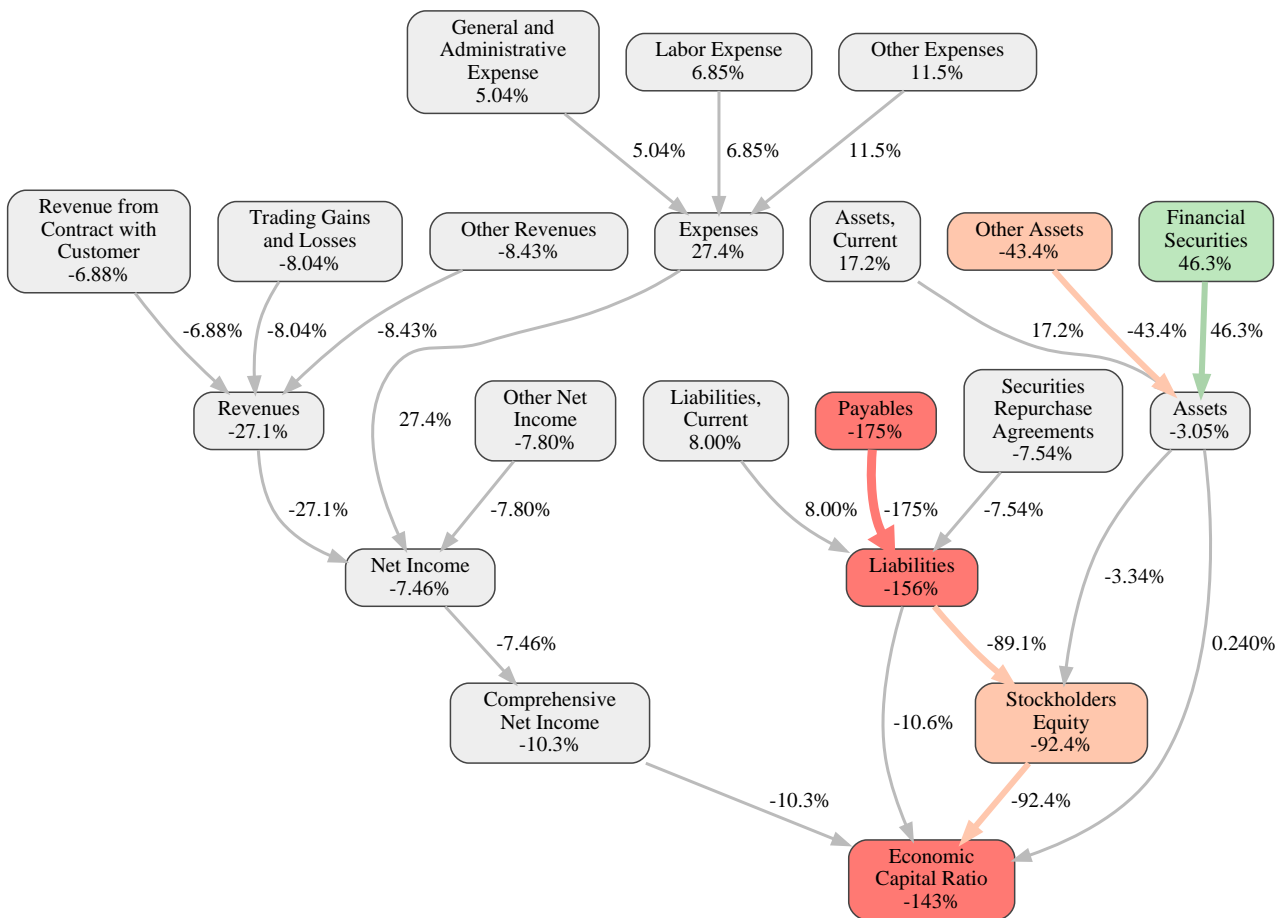 General and
Administrative
Expense
5.04%
Labor Expense
6.85%
Other Expenses
11.5%
5.04%
6.85%
11.5%
Revenue from
Contract with
Customer
-6.88%
Trading Gains
and Losses
-8.04%
Other Revenues
-8.43%
Expenses
27.4%
Assets,
Current
17.2%
Other Assets
-43.4%
Financial
Securities
46.3%
-6.88%
-8.04%
-8.43%
17.2%
-43.4%
46.3%
Revenues
-27.1%
27.4%
Other Net
Income
-7.80%
Liabilities,
Current
8.00%
Payables
-175%
Securities
Repurchase
Agreements
-7.54%
Assets
-3.05%
-27.1%
-7.80%
8.00%
-175%
-7.54%
Net Income
-7.46%
Liabilities
-156%
-3.34%
-7.46%
-89.1%
0.240%
Comprehensive
Net Income
-10.3%
-10.6%
Stockholders
Equity
-92.4%
-10.3%
-92.4%
Economic
Capital Ratio
-143%